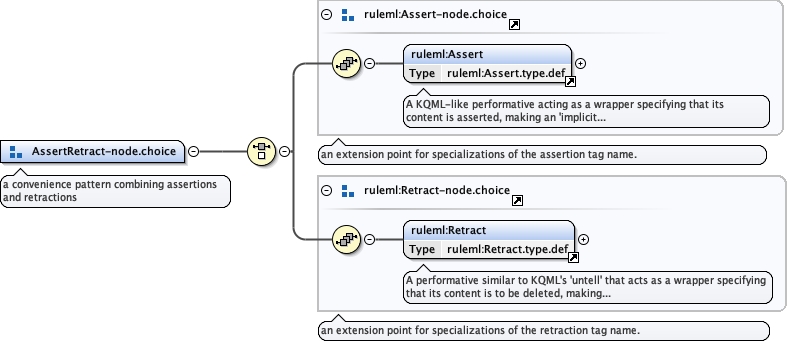 ruleml:Assert-node.choice
ruleml:Assert
Type ruleml:Assert.type.def
A KQML-like performative acting as a wrapper specifying that its
content is asserted, making an 'implicit...
an extension point for specializations of the assertion tag name.
AssertRetract-node.choice
a convenience pattern combining assertions
and retractions
ruleml:Retract-node.choice
ruleml:Retract
Type ruleml:Retract.type.def
A performative similar to KQML's 'untell' that acts as a wrapper specifying
that its content is to be deleted, making...
an extension point for specializations of the retraction tag name.